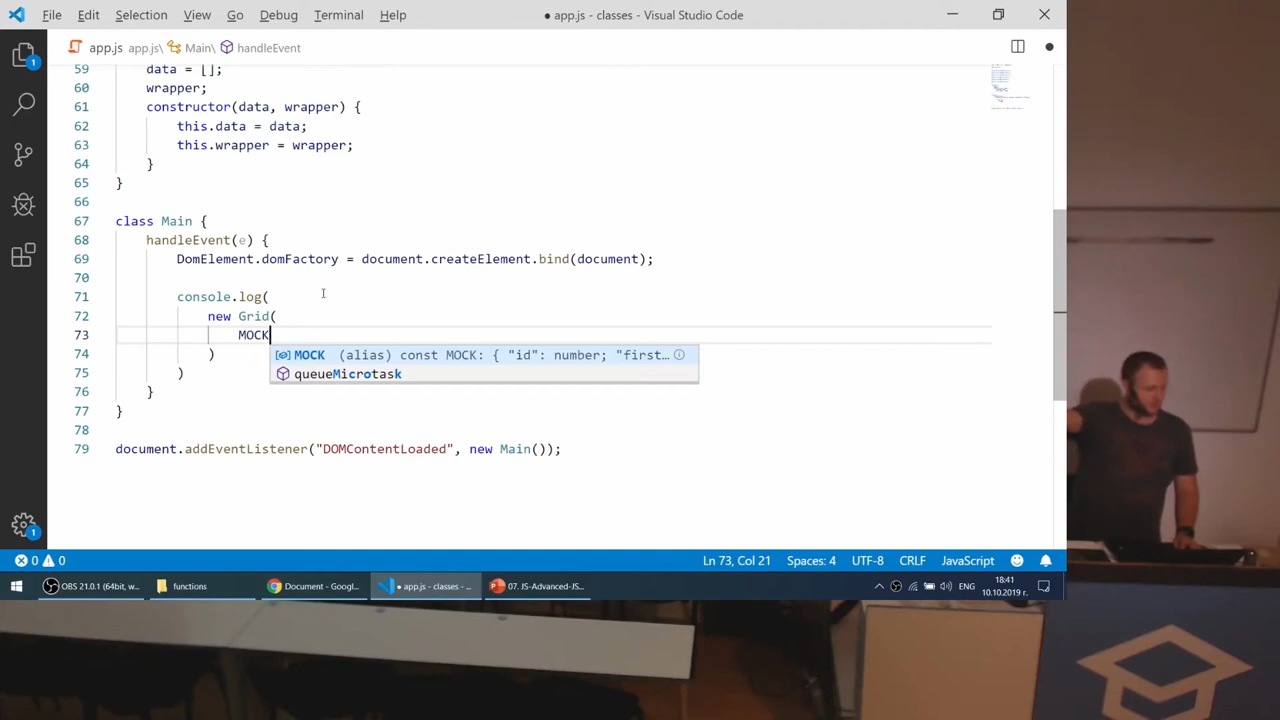 File Edit Selection View Go Debug Terminal Help
● app.js - classes - Visual Studio Code
app.js app.js\ Main\ handleEvent
59 data = [];
60 wrapper;
61 constructor(data, wrapper) {
62 this.data = data;
63 this.wrapper = wrapper;
64 }
65 }
66
67 class Main {
68 handleEvent(e) {
69 DomElement.domFactory = document.createElement.bind(document);
70
71 console.log(
72 new Grid(
73 MOCK
MOCK (alias) const MOCK: { "id": number; "first...
74 )
queueMicrotask
75 )
76 }
77 }
78
79 document.addEventListener("DOMContentLoaded", new Main());
1
1
0 0
Ln 73, Col 21 Spaces: 4 UTF-8 CRLF JavaScript
OBS 21.0.1 (64bit, w... functions Document - Googl... ● app.js - classes - ... 07. JS-Advanced-JS... ENG 18:41
10.10.2019 г.